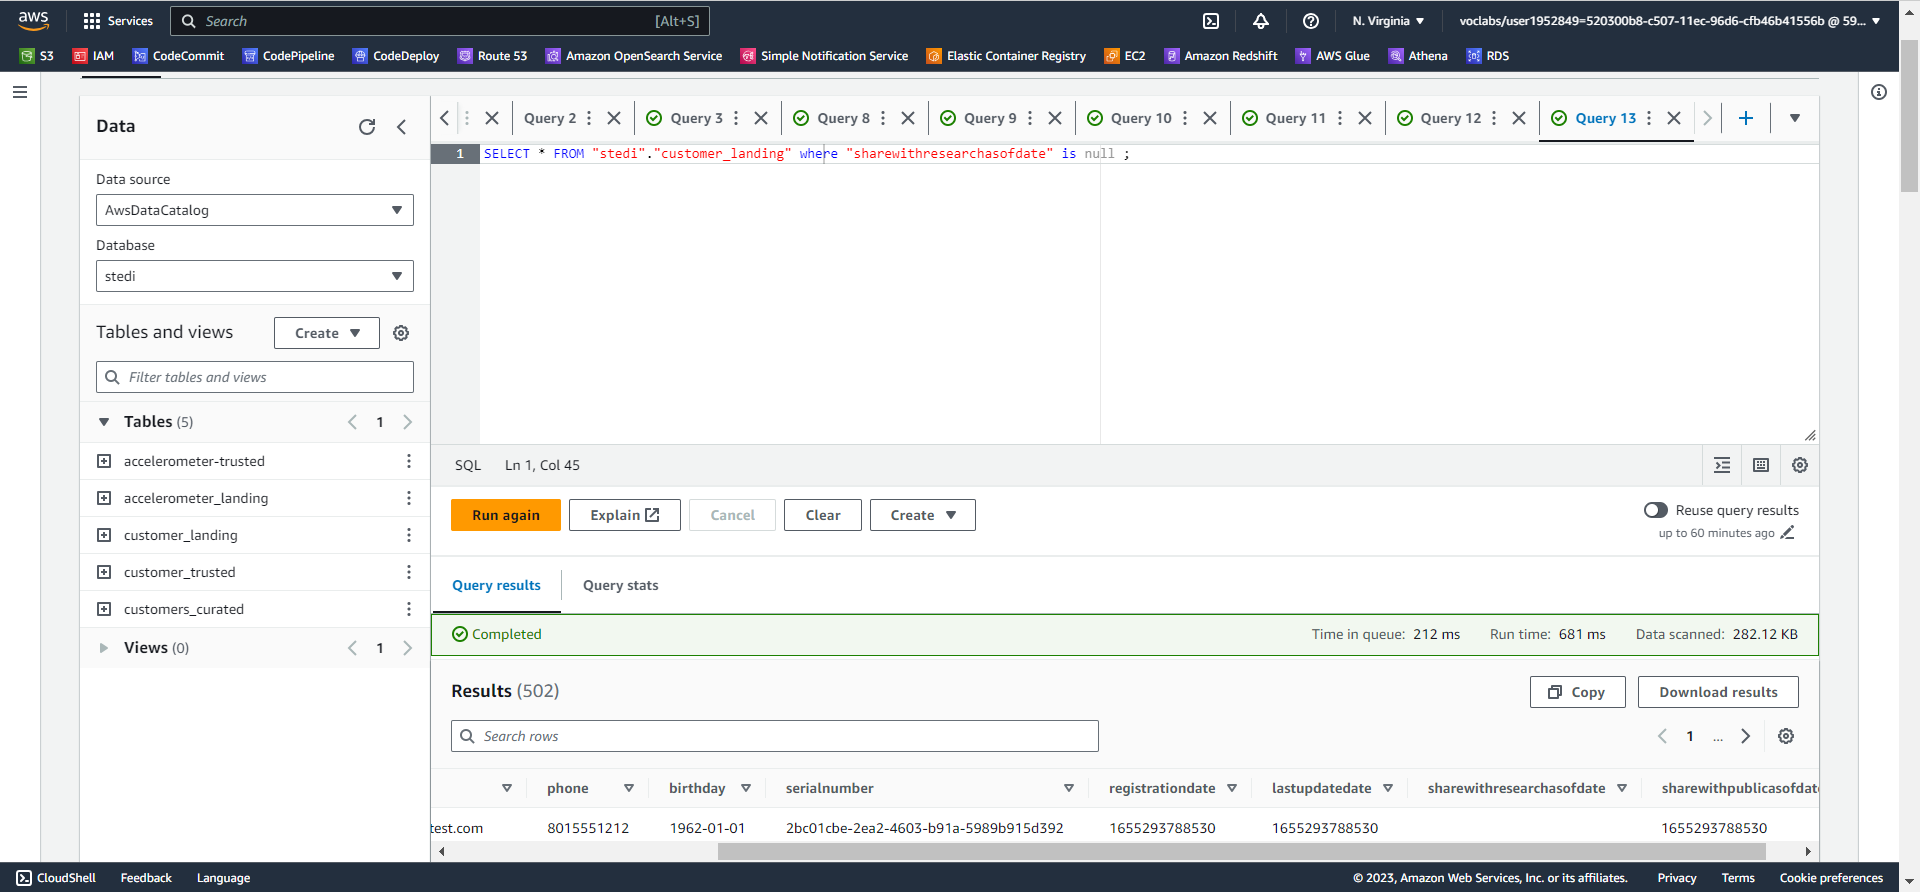 aws Services Search [Alt+S] N. Virginia voclabs/user1952849=520300b8-c507-11ec-96d6-cfb46b41556b @ 59...
S3 IAM CodeCommit CodePipeline CodeDeploy Route 53 Amazon OpenSearch Service Simple Notification Service Elastic Container Registry EC2 Amazon Redshift AWS Glue Athena RDS
Data
Data source
AwsDataCatalog
Database
stedi
Tables and views Create
Filter tables and views
Tables (5) 1
accelerometer-trusted
accelerometer_landing
customer_landing
customer_trusted
customers_curated
Views (0) 1
Query 2 Query 3 Query 8 Query 9 Query 10 Query 11 Query 12 Query 13
1 SELECT * FROM "stedi"."customer_landing" where "sharewithresearchasofdate" is null ;
SQL Ln 1, Col 45
Run again Explain Cancel Clear Create Reuse query results
up to 60 minutes ago
Query results Query stats
Completed Time in queue: 212 ms Run time: 681 ms Data scanned: 282.12 KB
Results (502) Copy Download results
Search rows 1 ...
phone birthday serialnumber registrationdate lastupdatedate sharewithresearchasofdate sharewithpublicasofdate
test.com 8015551212 1962-01-01 2bc01cbe-2ea2-4603-b91a-5989b915d392 1655293788530 1655293788530 1655293788530
CloudShell Feedback Language © 2023, Amazon Web Services, Inc. or its affiliates. Privacy Terms Cookie preferences